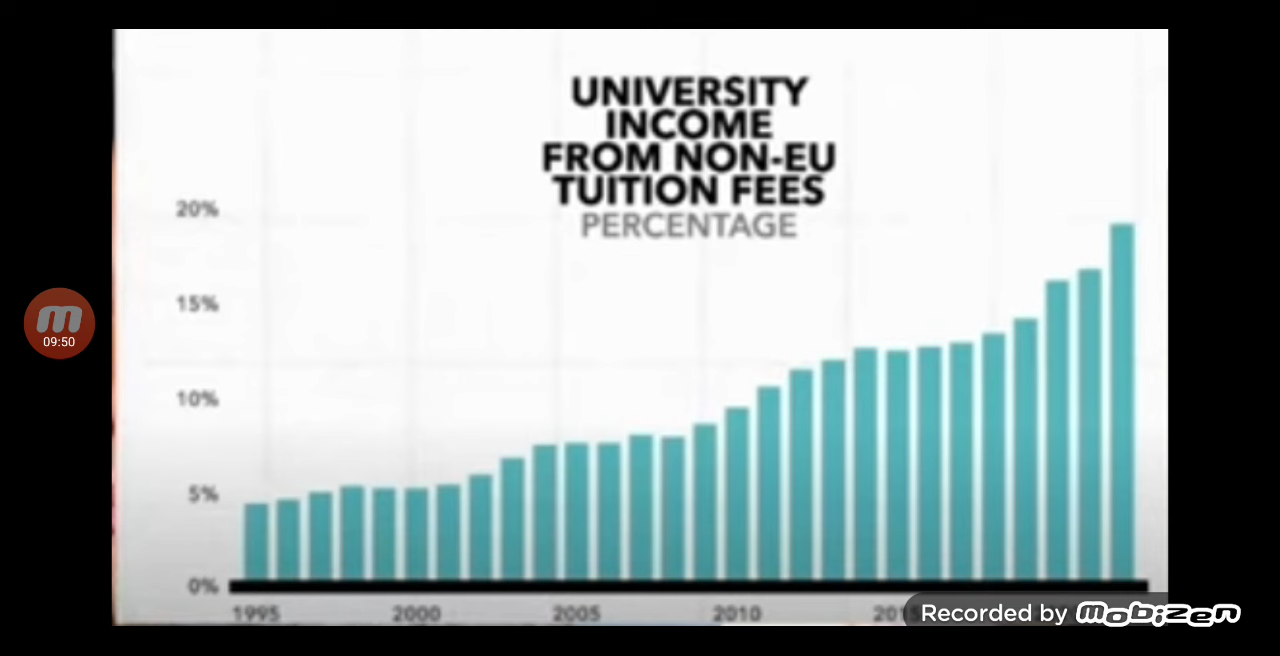 UNIVERSITY
INCOME
FROM NON-EU
TUITION FEES
PERCENTAGE
20%
15%
10%
5%
0%
1995 2000 2005 2010 2015
m
09:50
Recorded by Mobizen